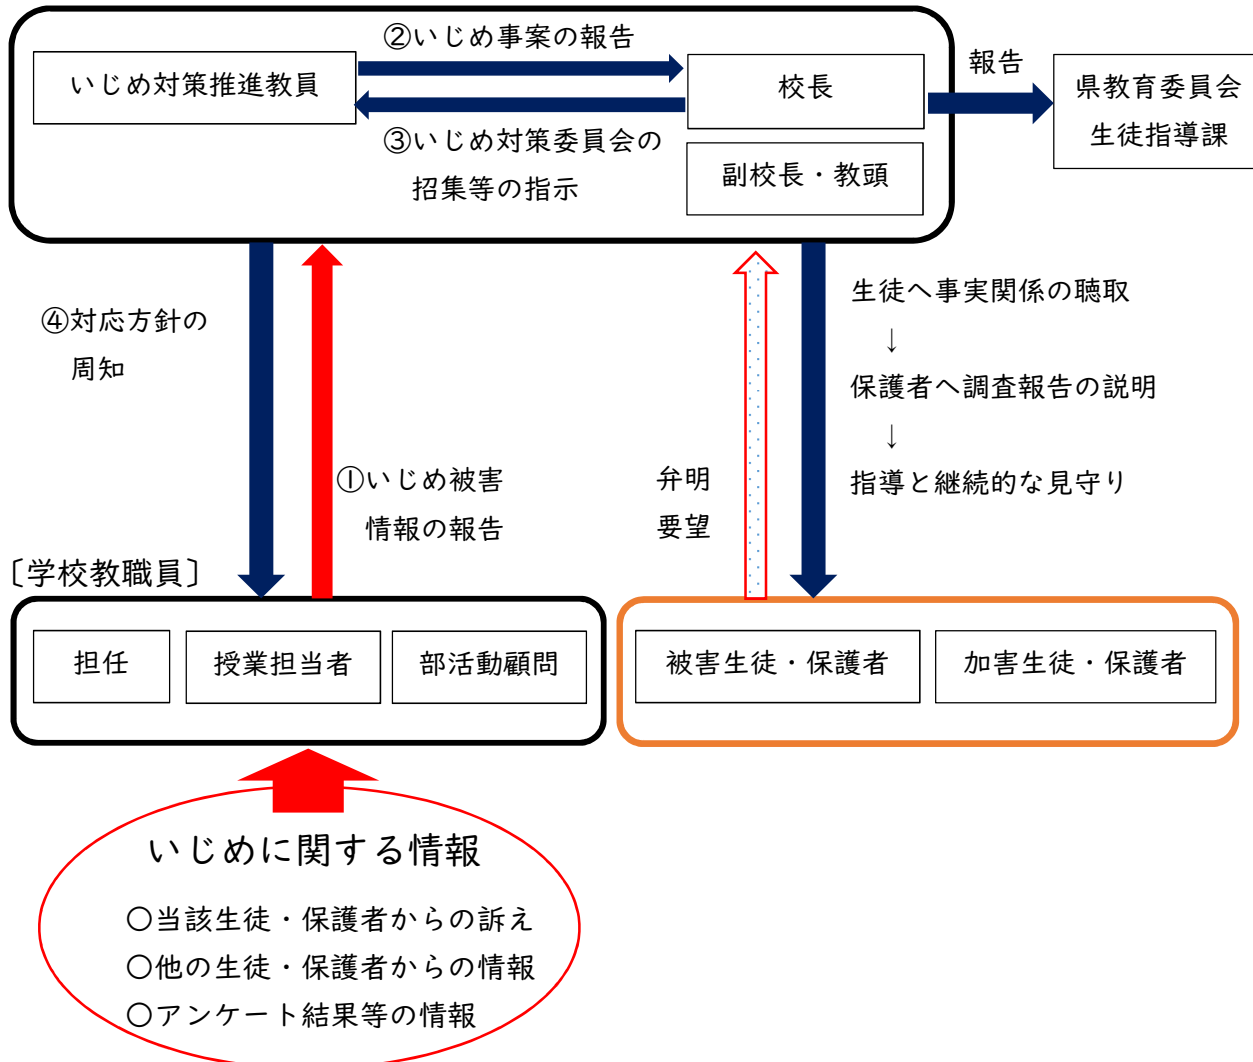 ②いじめ事案の報告
いじめ対策推進教員
校長
報告
県教育委員会
生徒指導課
③いじめ対策委員会の
招集等の指示
副校長・教頭
④対応方針の
周知
①いじめ被害
情報の報告
弁明
要望
生徒へ事実関係の聴取
↓
保護者へ調査報告の説明
↓
指導と継続的な見守り
〔学校教職員〕
担任
授業担当者
部活動顧問
被害生徒・保護者
加害生徒・保護者
いじめに関する情報
〇当該生徒・保護者からの訴え
〇他の生徒・保護者からの情報
〇アンケート結果等の情報